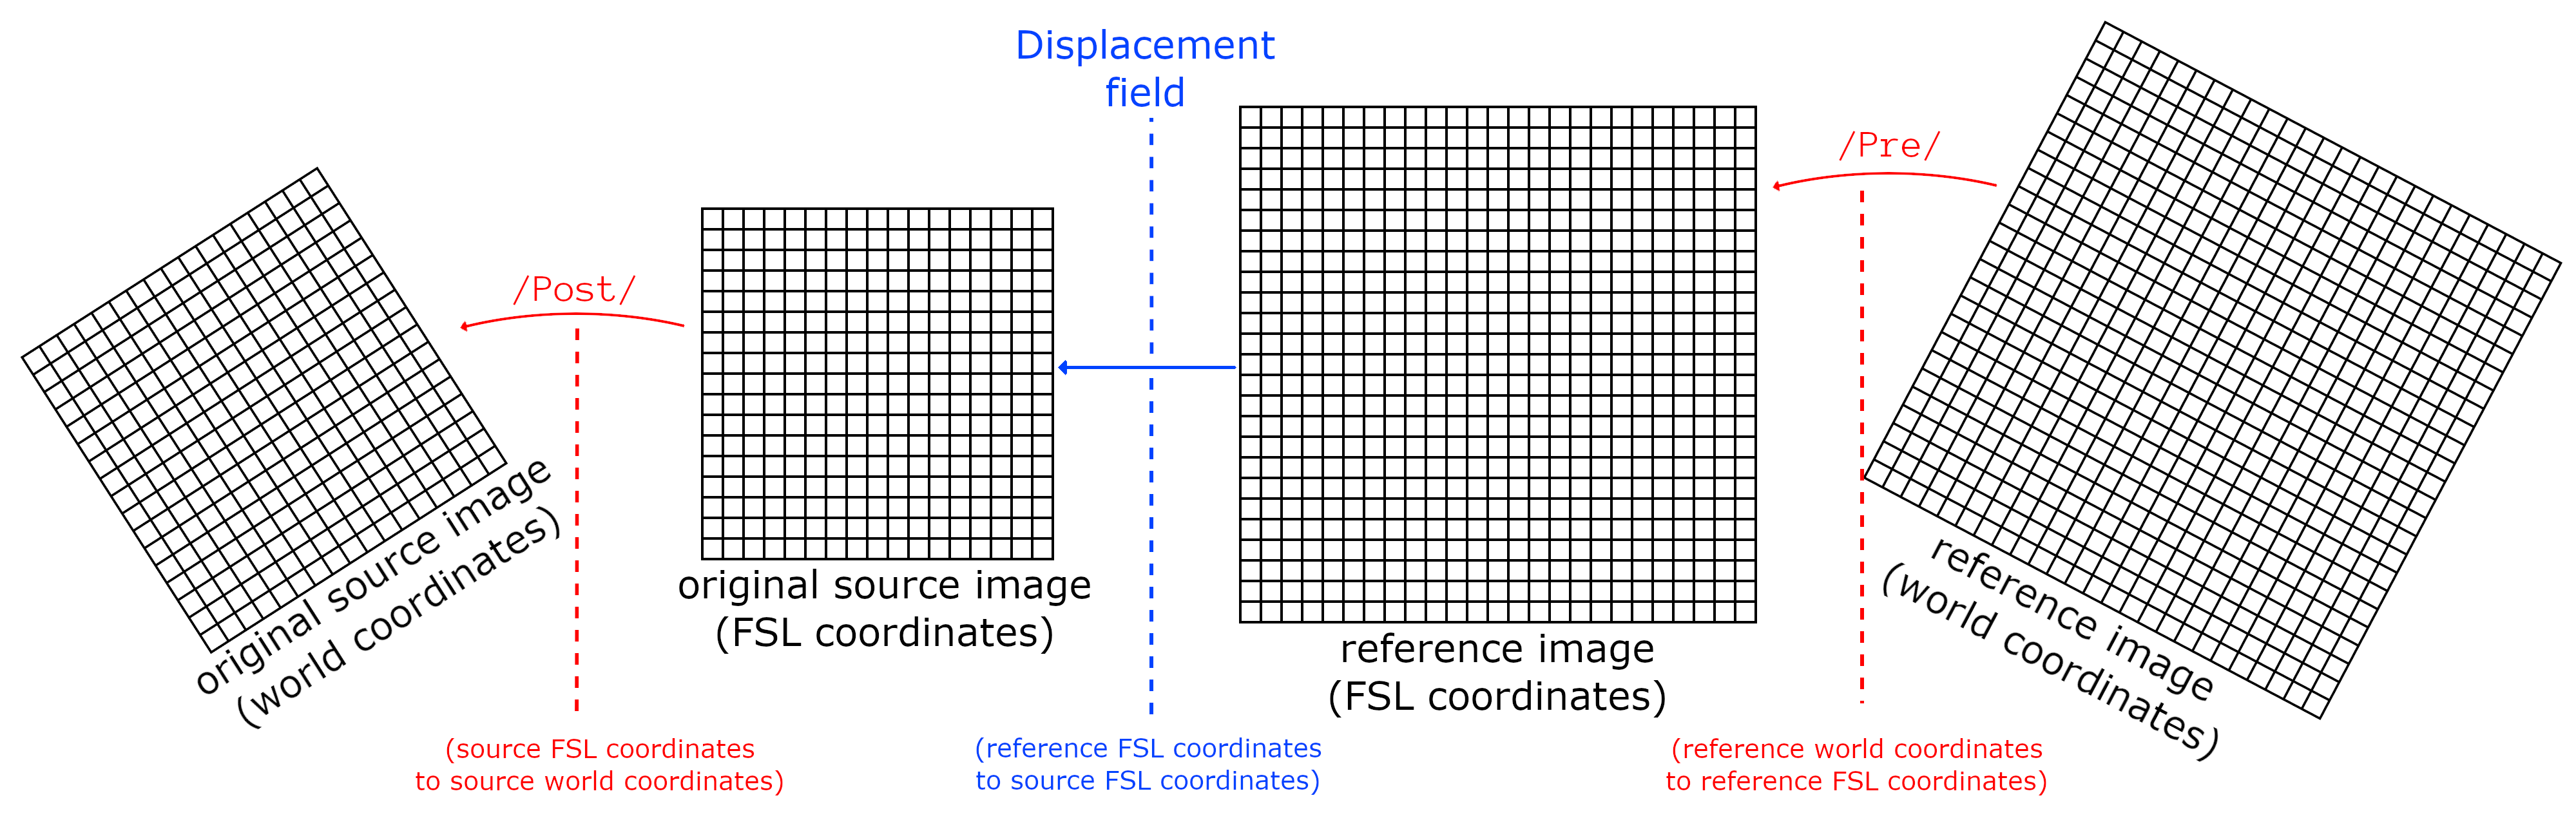 Displacement
field
/Pre/
/Post/
original source image
(world coordinates)
original source image
(FSL coordinates)
reference image
(FSL coordinates)
reference image
(world coordinates)
(source FSL coordinates
to source world coordinates)
(reference FSL coordinates
to source FSL coordinates)
(reference world coordinates
to reference FSL coordinates)